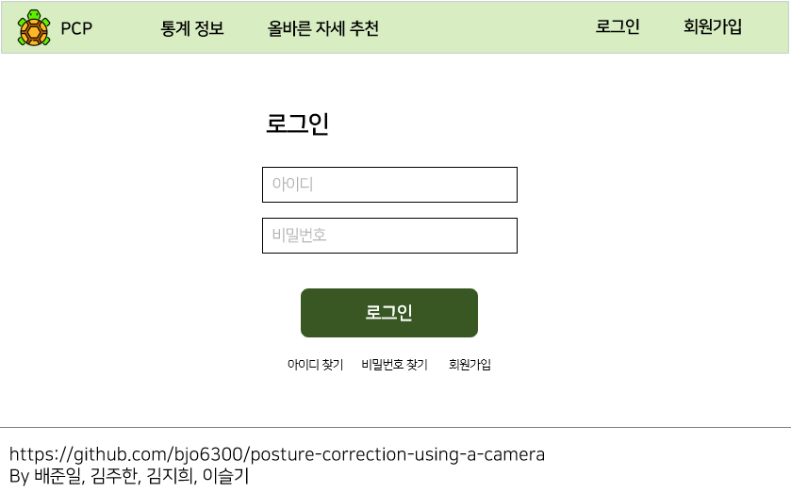 PCP 통계 정보 올바른 자세 추천 로그인 회원가입
로그인
아이디
비밀번호
로그인
아이디 찾기 비밀번호 찾기 회원가입
https://github.com/bjo6300/posture-correction-using-a-camera
By 배준일, 김주한, 김지희, 이슬기